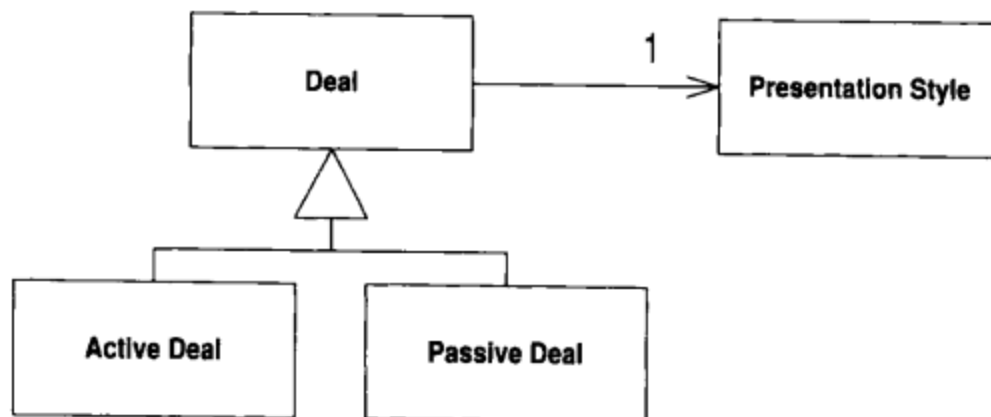 Deal
1
Presentation Style
Active Deal
Passive Deal